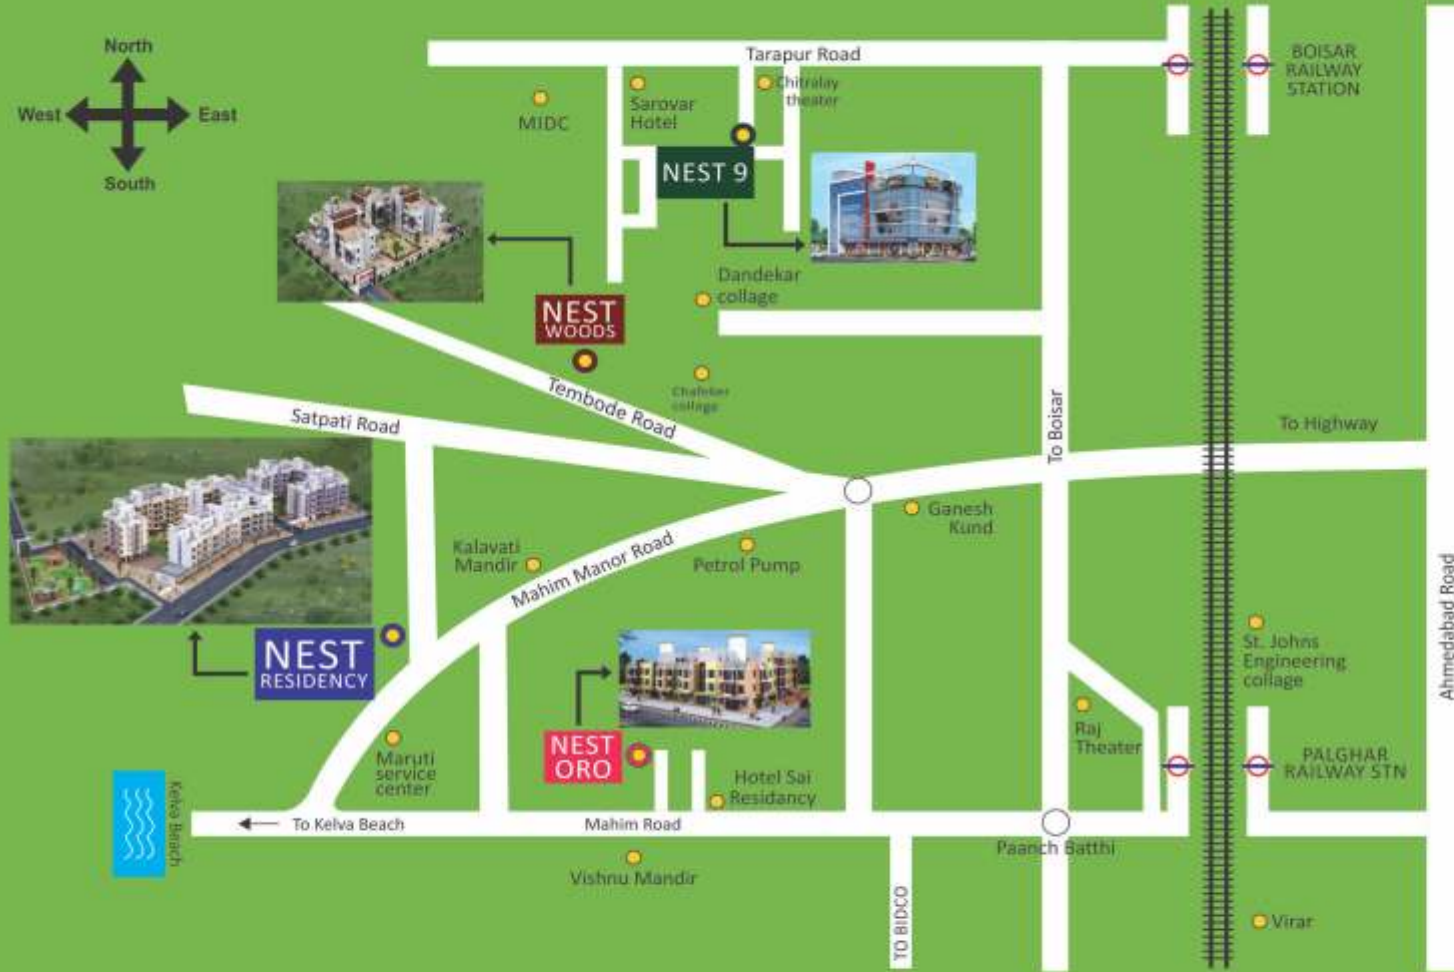 North
West
East
South
Tarapur Road
BOISAR
RAILWAY
STATION
MIDC
Sarovar
Hotel
Chitralay
theater
NEST 9
Dandekar
collage
NEST
WOODS
Chafeker
collage
Tembode Road
Satpati Road
To Boisar
To Highway
Ganesh
Kund
Kalavati
Mandir
Mahim Manor Road
Petrol Pump
Ahmedabad Road
NEST
RESIDENCY
St. Johns
Engineering
collage
Raj
Theater
NEST
ORO
Maruti
service
center
Hotel Sai
Residancy
PALGHAR
RAILWAY STN
Kelva Beach
To Kelva Beach
Mahim Road
Paanch Batthi
Vishnu Mandir
TO BIDCO
Virar